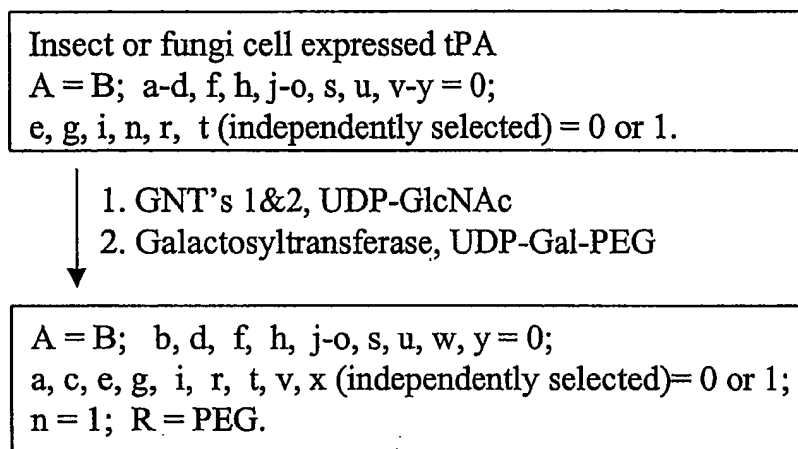 Insect or fungi cell expressed tPA
A = B; a-d, f, h, j-o, s, u, v-y = 0;
e, g, i, n, r, t (independently selected) = 0 or 1.
1. GNT's 1&2, UDP-GlcNAc
2. Galactosyltransferase, UDP-Gal-PEG
A = B; b, d, f, h, j-o, s, u, w, y = 0;
a, c, e, g, i, r, t, v, x (independently selected)= 0 or 1;
n = 1; R = PEG.